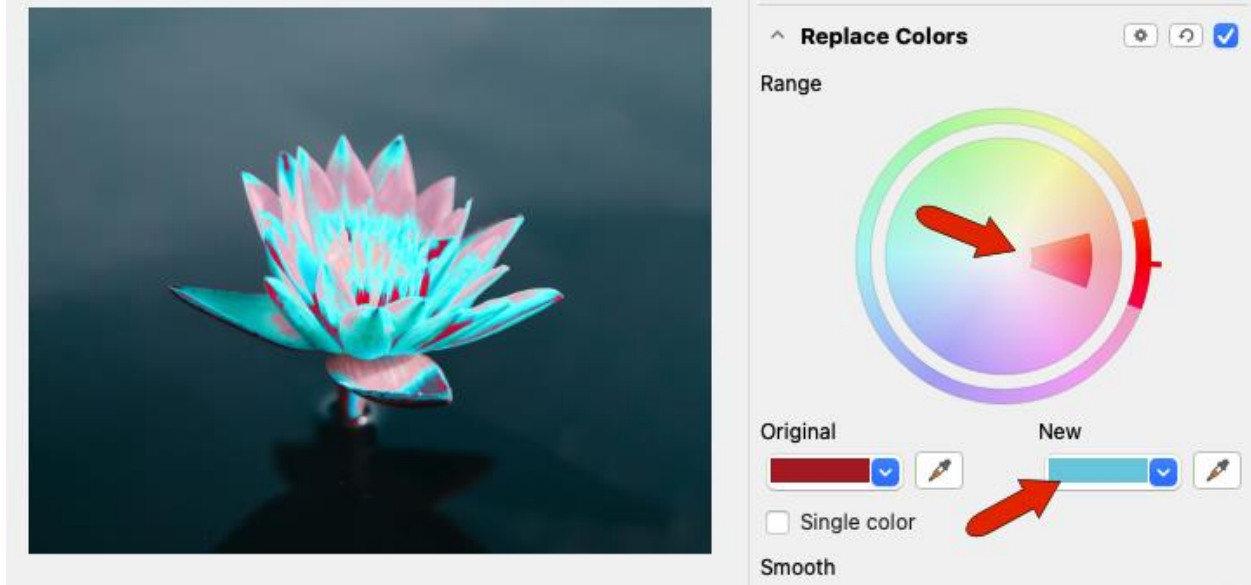 Replace Colors
Range
Original
New
Single color
Smooth